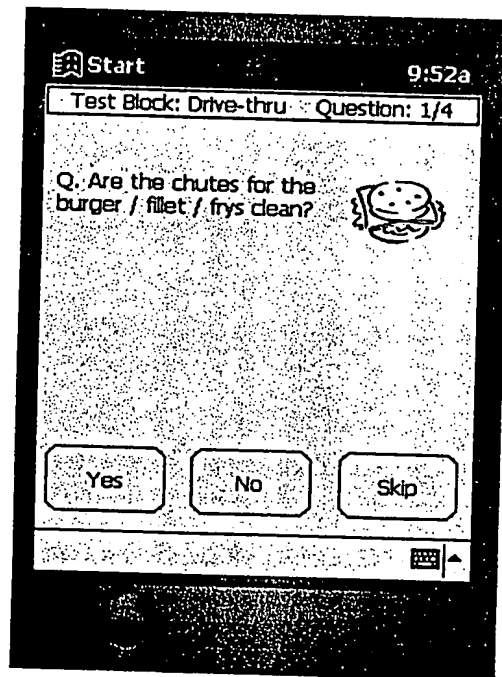 Start 9:52a
Test Block: Drive-thru Question: 1/4
Q. Are the chutes for the
burger / fillet / frys clean?
Yes No Skip